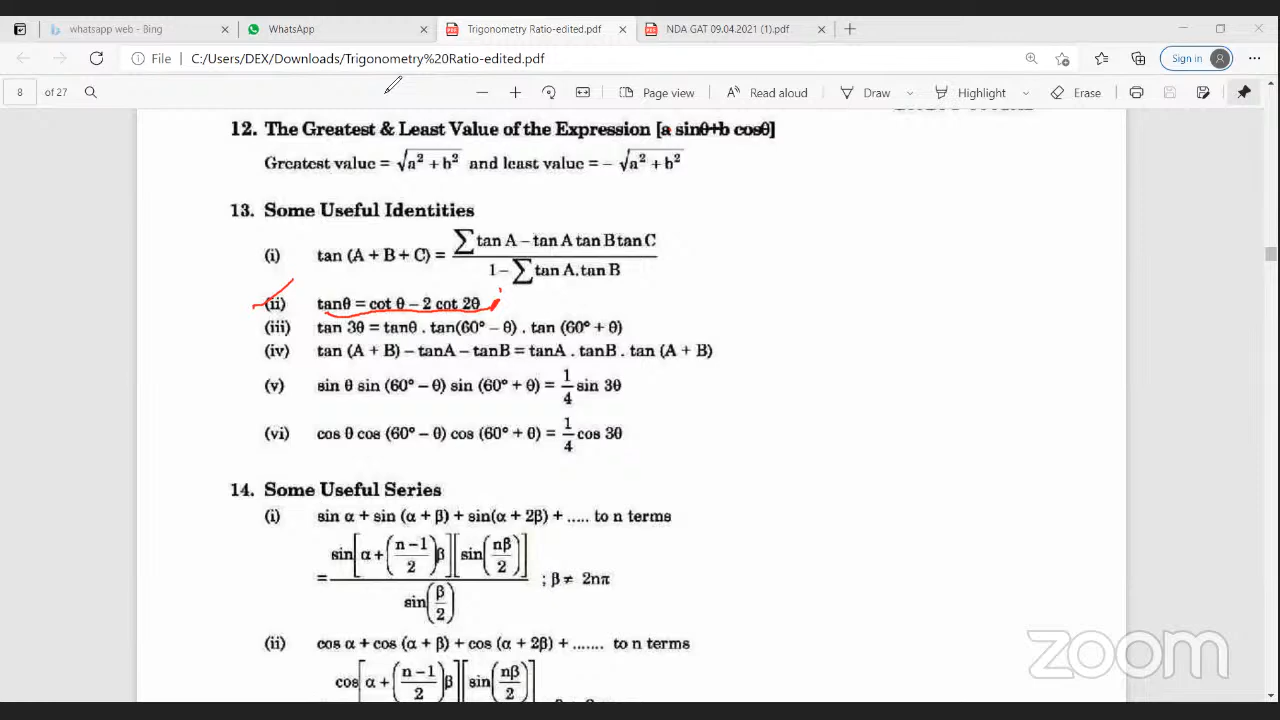 whatsapp web - Bing
WhatsApp
Trigonometry Ratio-edited.pdf
NDA GAT 09.04.2021 (1).pdf
File C:/Users/DEX/Downloads/Trigonometry%20Ratio-edited.pdf
Sign in
8 of 27
Page view
Read aloud
Draw
Highlight
Erase
12. The Greatest & Least Value of the Expression [a sinθ+b cosθ]
Greatest value = √(a² + b²) and least value = – √(a² + b²)
13. Some Useful Identities
(i) tan (A + B + C) = (∑ tan A – tan A tan B tan C) / (1 – ∑ tan A. tan B)
(ii) tanθ = cot θ – 2 cot 2θ
(iii) tan 3θ = tanθ . tan(60° – θ) . tan (60° + θ)
(iv) tan (A + B) – tanA – tanB = tanA . tanB . tan (A + B)
(v) sin θ sin (60° – θ) sin (60° + θ) = 1/4 sin 3θ
(vi) cos θ cos (60° – θ) cos (60° + θ) = 1/4 cos 3θ
14. Some Useful Series
(i) sin α + sin (α + β) + sin(α + 2β) + ..... to n terms
= sin[α + ((n – 1)/2)β][sin(nβ/2)] / sin(β/2) ; β ≠ 2nπ
(ii) cos α + cos (α + β) + cos (α + 2β) + ....... to n terms
cos[α + ((n – 1)/2)β][sin(nβ/2)]
zoom